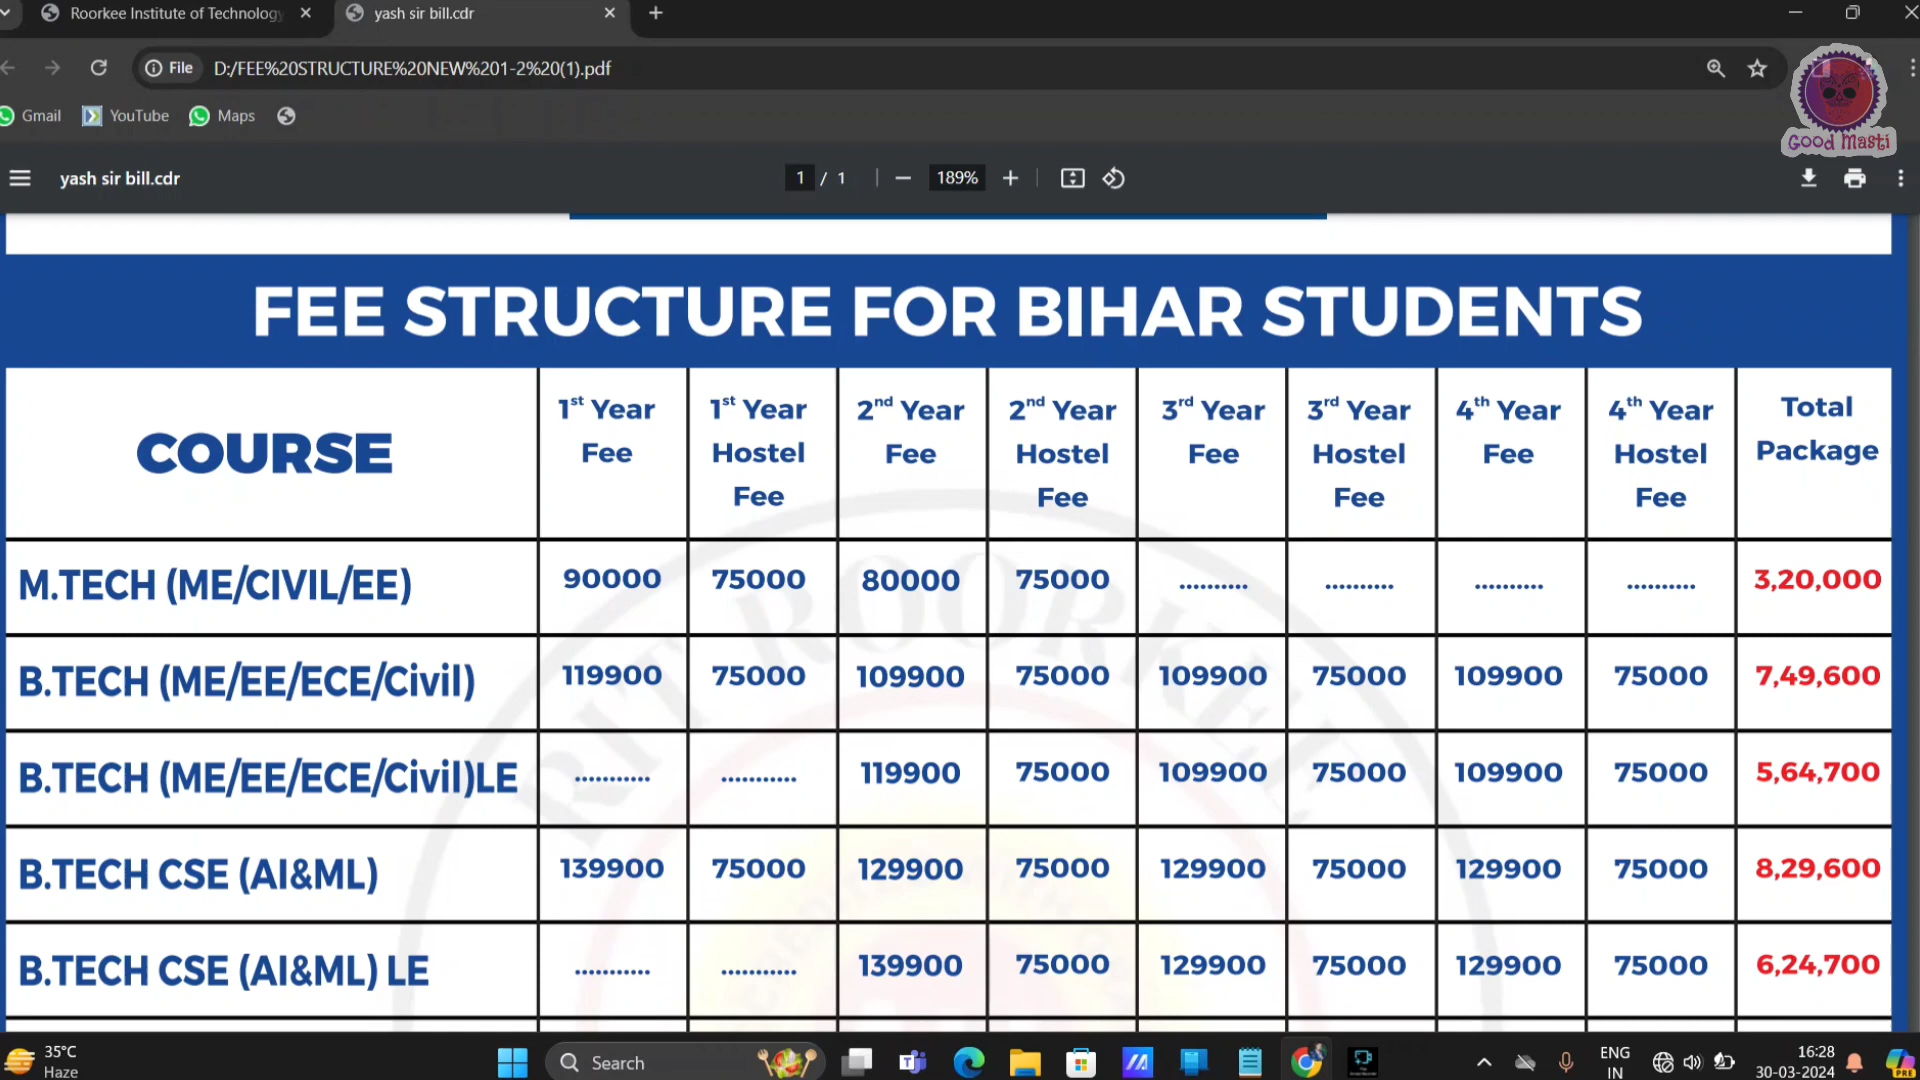 Roorkee Institute of Technology
yash sir bill.cdr
File D:/FEE%20STRUCTURE%20NEW%201-2%20(1).pdf
Gmail YouTube Maps
Good Masti
yash sir bill.cdr 1 / 1 189%
FEE STRUCTURE FOR BIHAR STUDENTS
COURSE 1st Year Fee 1st Year Hostel Fee 2nd Year Fee 2nd Year Hostel Fee 3rd Year Fee 3rd Year Hostel Fee 4th Year Fee 4th Year Hostel Fee Total Package
M.TECH (ME/CIVIL/EE) 90000 75000 80000 75000 .......... .......... .......... .......... 3,20,000
B.TECH (ME/EE/ECE/Civil) 119900 75000 109900 75000 109900 75000 109900 75000 7,49,600
B.TECH (ME/EE/ECE/Civil)LE ........... ........... 119900 75000 109900 75000 109900 75000 5,64,700
B.TECH CSE (AI&ML) 139900 75000 129900 75000 129900 75000 129900 75000 8,29,600
B.TECH CSE (AI&ML) LE ........... ........... 139900 75000 129900 75000 129900 75000 6,24,700
RIT ROORKEE
35°C
Haze
Search
ENG
IN
16:28
30-03-2024
PRE